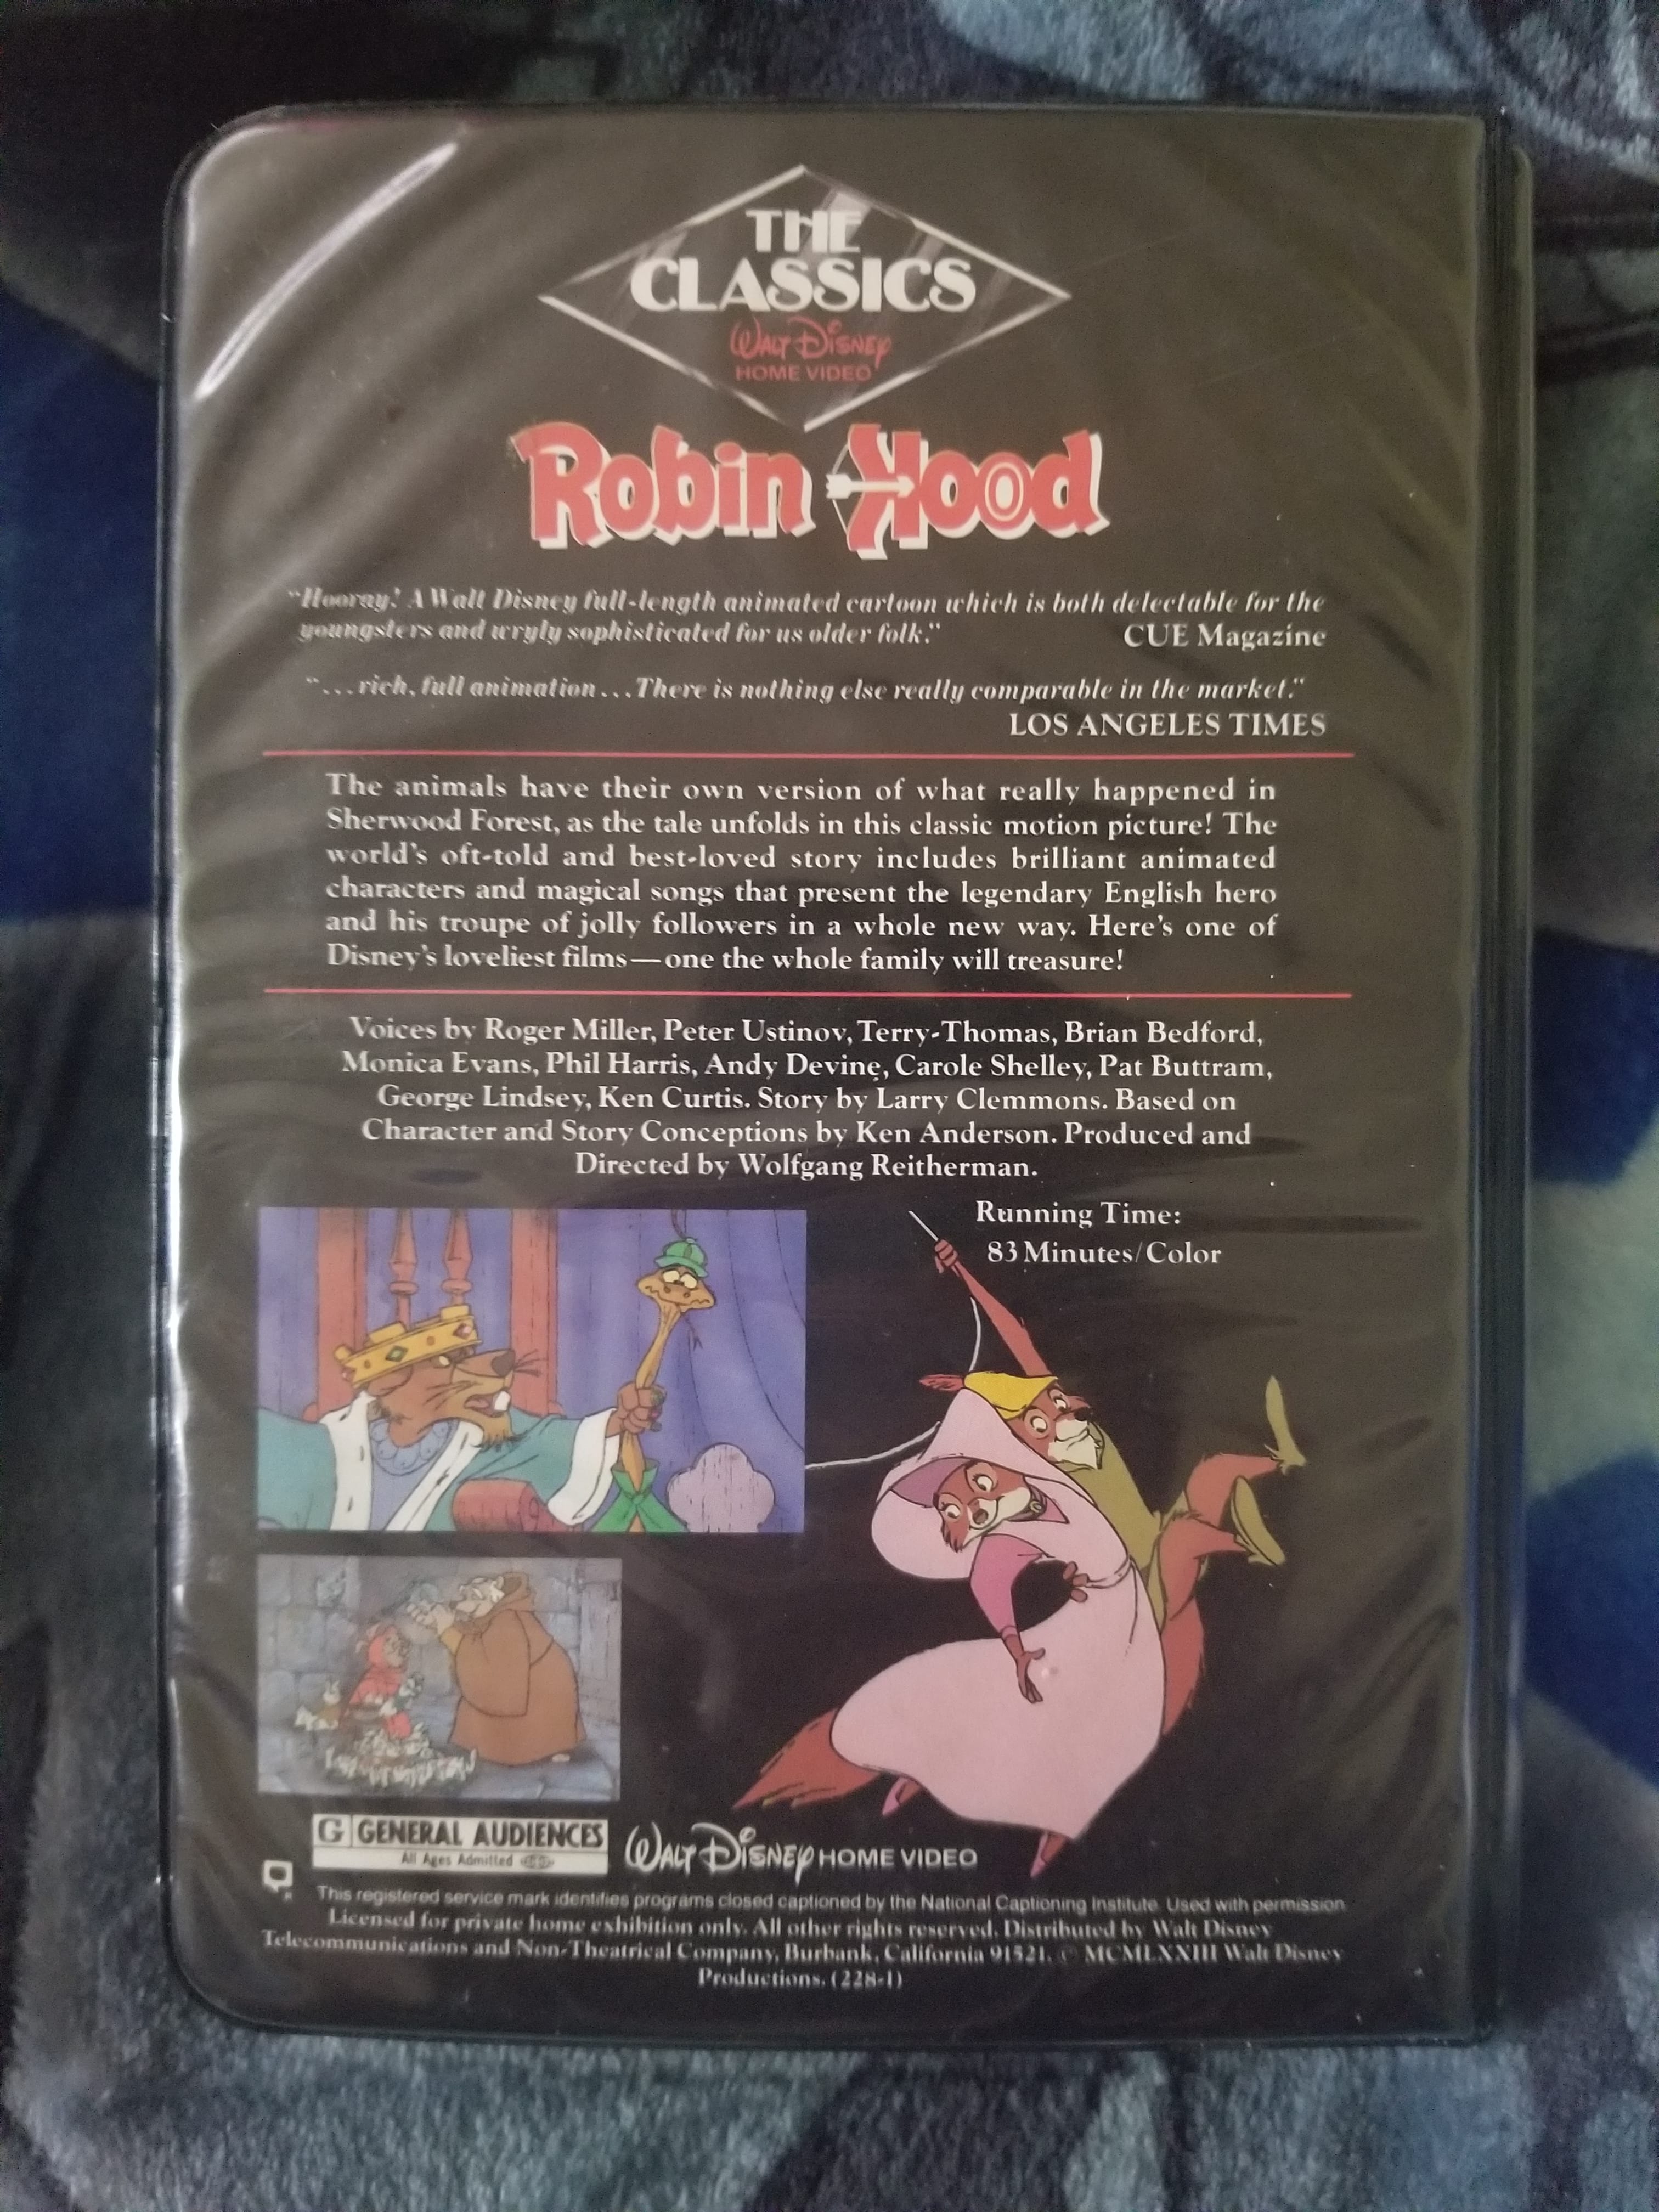 THE
CLASSICS
WALT DISNEY
HOME VIDEO
Robin Hood
"Hooray! A Walt Disney full-length animated cartoon which is both delectable for the
youngsters and wryly sophisticated for us older folk."
CUE Magazine
"...rich, full animation...There is nothing else really comparable in the market."
LOS ANGELES TIMES
The animals have their own version of what really happened in
Sherwood Forest, as the tale unfolds in this classic motion picture! The
world's oft-told and best-loved story includes brilliant animated
characters and magical songs that present the legendary English hero
and his troupe of jolly followers in a whole new way. Here's one of
Disney's loveliest films—one the whole family will treasure!
Voices by Roger Miller, Peter Ustinov, Terry-Thomas, Brian Bedford,
Monica Evans, Phil Harris, Andy Devine, Carole Shelley, Pat Buttram,
George Lindsey, Ken Curtis. Story by Larry Clemmons. Based on
Character and Story Conceptions by Ken Anderson. Produced and
Directed by Wolfgang Reitherman.
Running Time:
83 Minutes/Color
G GENERAL AUDIENCES
All Ages Admitted
WALT DISNEY HOME VIDEO
This registered service mark identifies programs closed captioned by the National Captioning Institute. Used with permission.
Licensed for private home exhibition only. All other rights reserved. Distributed by Walt Disney
Telecommunications and Non-Theatrical Company, Burbank, California 91521. © MCMLXXIII Walt Disney
Productions. (228-1)